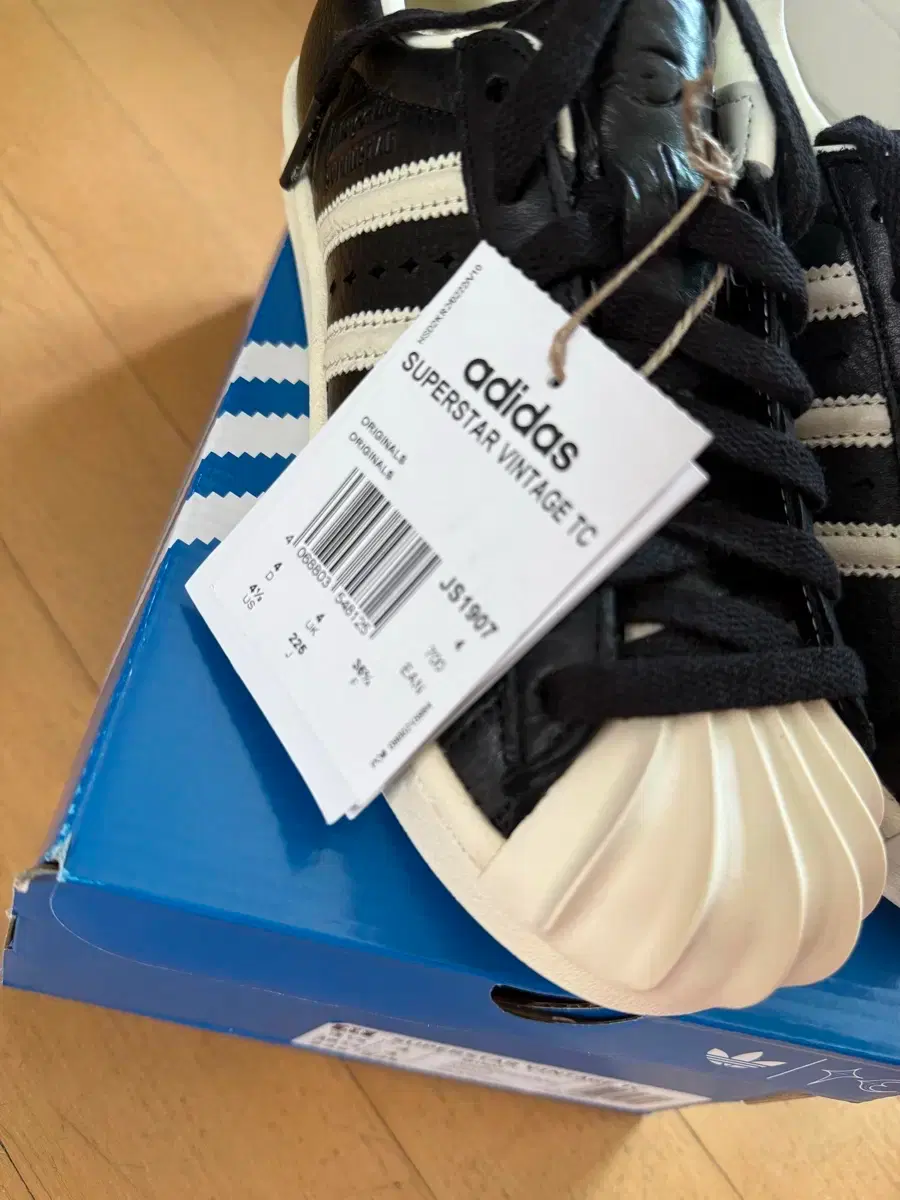 adidas
SUPERSTAR VINTAGE TC
ORIGINALS
ORIGINALS
JS1907
4 066803 548125
4
700
EAN
4
D
4
UK
36⅔
F
4½
US
225
J
SUPERSTAR